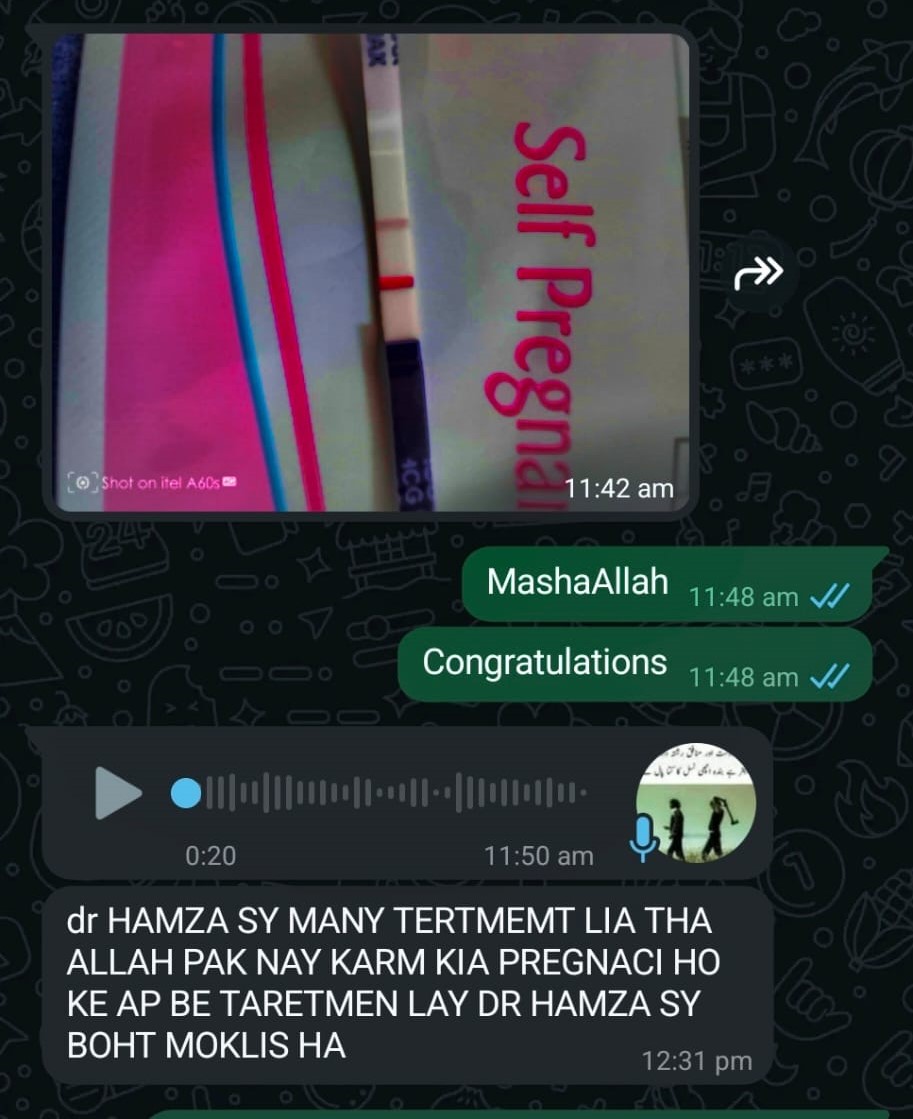 Self Pregnan
Shot on itel A60s
11:42 am
MashaAllah 11:48 am
Congratulations 11:48 am
0:20 11:50 am
dr HAMZA SY MANY TERTMEMT LIA THA
ALLAH PAK NAY KARM KIA PREGNACI HO
KE AP BE TARETMEN LAY DR HAMZA SY
BOHT MOKLIS HA
12:31 pm